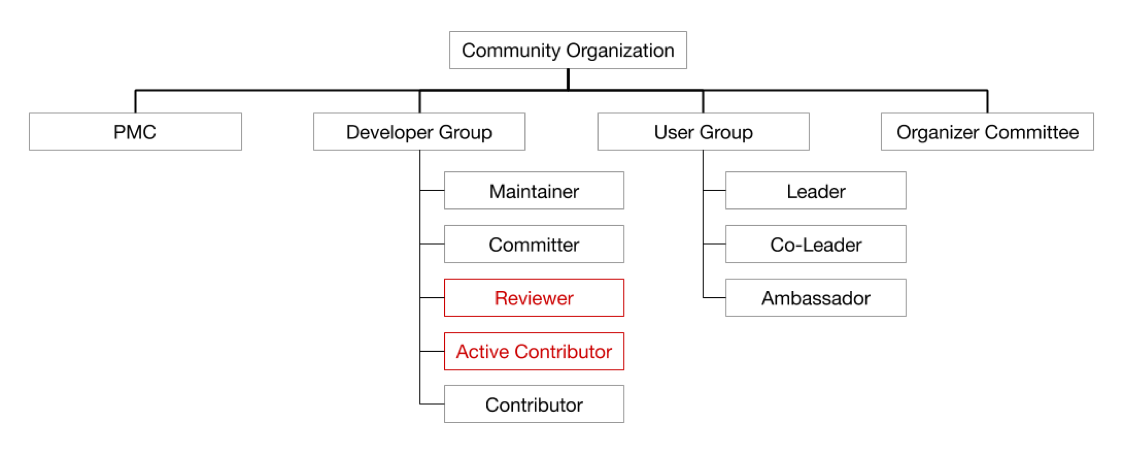 Community Organization
PMC
Developer Group
User Group
Organizer Committee
Maintainer
Committer
Reviewer
Active Contributor
Contributor
Leader
Co-Leader
Ambassador